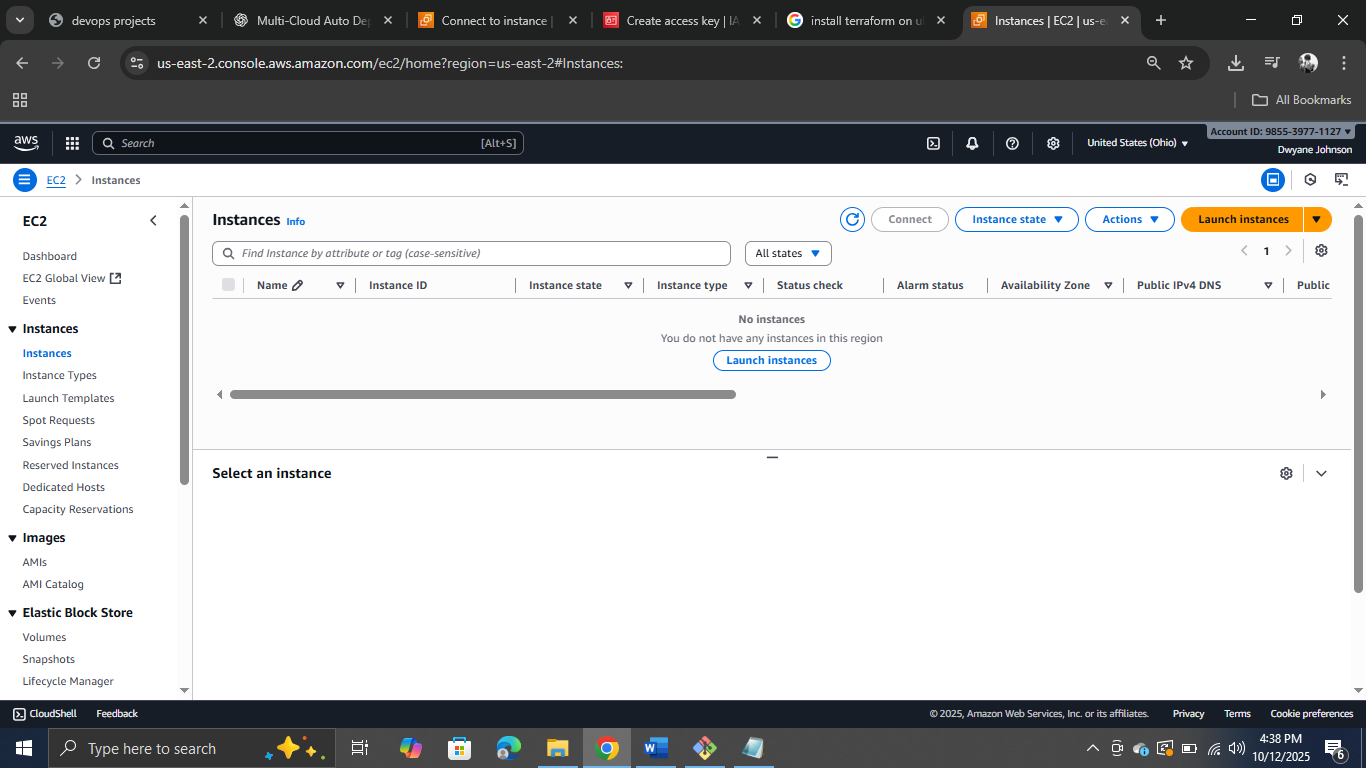 devops projects
Multi-Cloud Auto De
Connect to instance |
Create access key | IA
install terraform on u
Instances | EC2 | us-e
us-east-2.console.aws.amazon.com/ec2/home?region=us-east-2#Instances:
All Bookmarks
aws
Search [Alt+S]
United States (Ohio)
Account ID: 9855-3977-1127
Dwyane Johnson
EC2 > Instances
EC2
Dashboard
EC2 Global View
Events
Instances
Instances
Instance Types
Launch Templates
Spot Requests
Savings Plans
Reserved Instances
Dedicated Hosts
Capacity Reservations
Images
AMIs
AMI Catalog
Elastic Block Store
Volumes
Snapshots
Lifecycle Manager
Instances Info
Connect
Instance state
Actions
Launch instances
Find Instance by attribute or tag (case-sensitive)
All states
1
Name Instance ID Instance state Instance type Status check Alarm status Availability Zone Public IPv4 DNS Public
No instances
You do not have any instances in this region
Launch instances
Select an instance
CloudShell Feedback
© 2025, Amazon Web Services, Inc. or its affiliates. Privacy Terms Cookie preferences
Type here to search
4:38 PM
10/12/2025
6